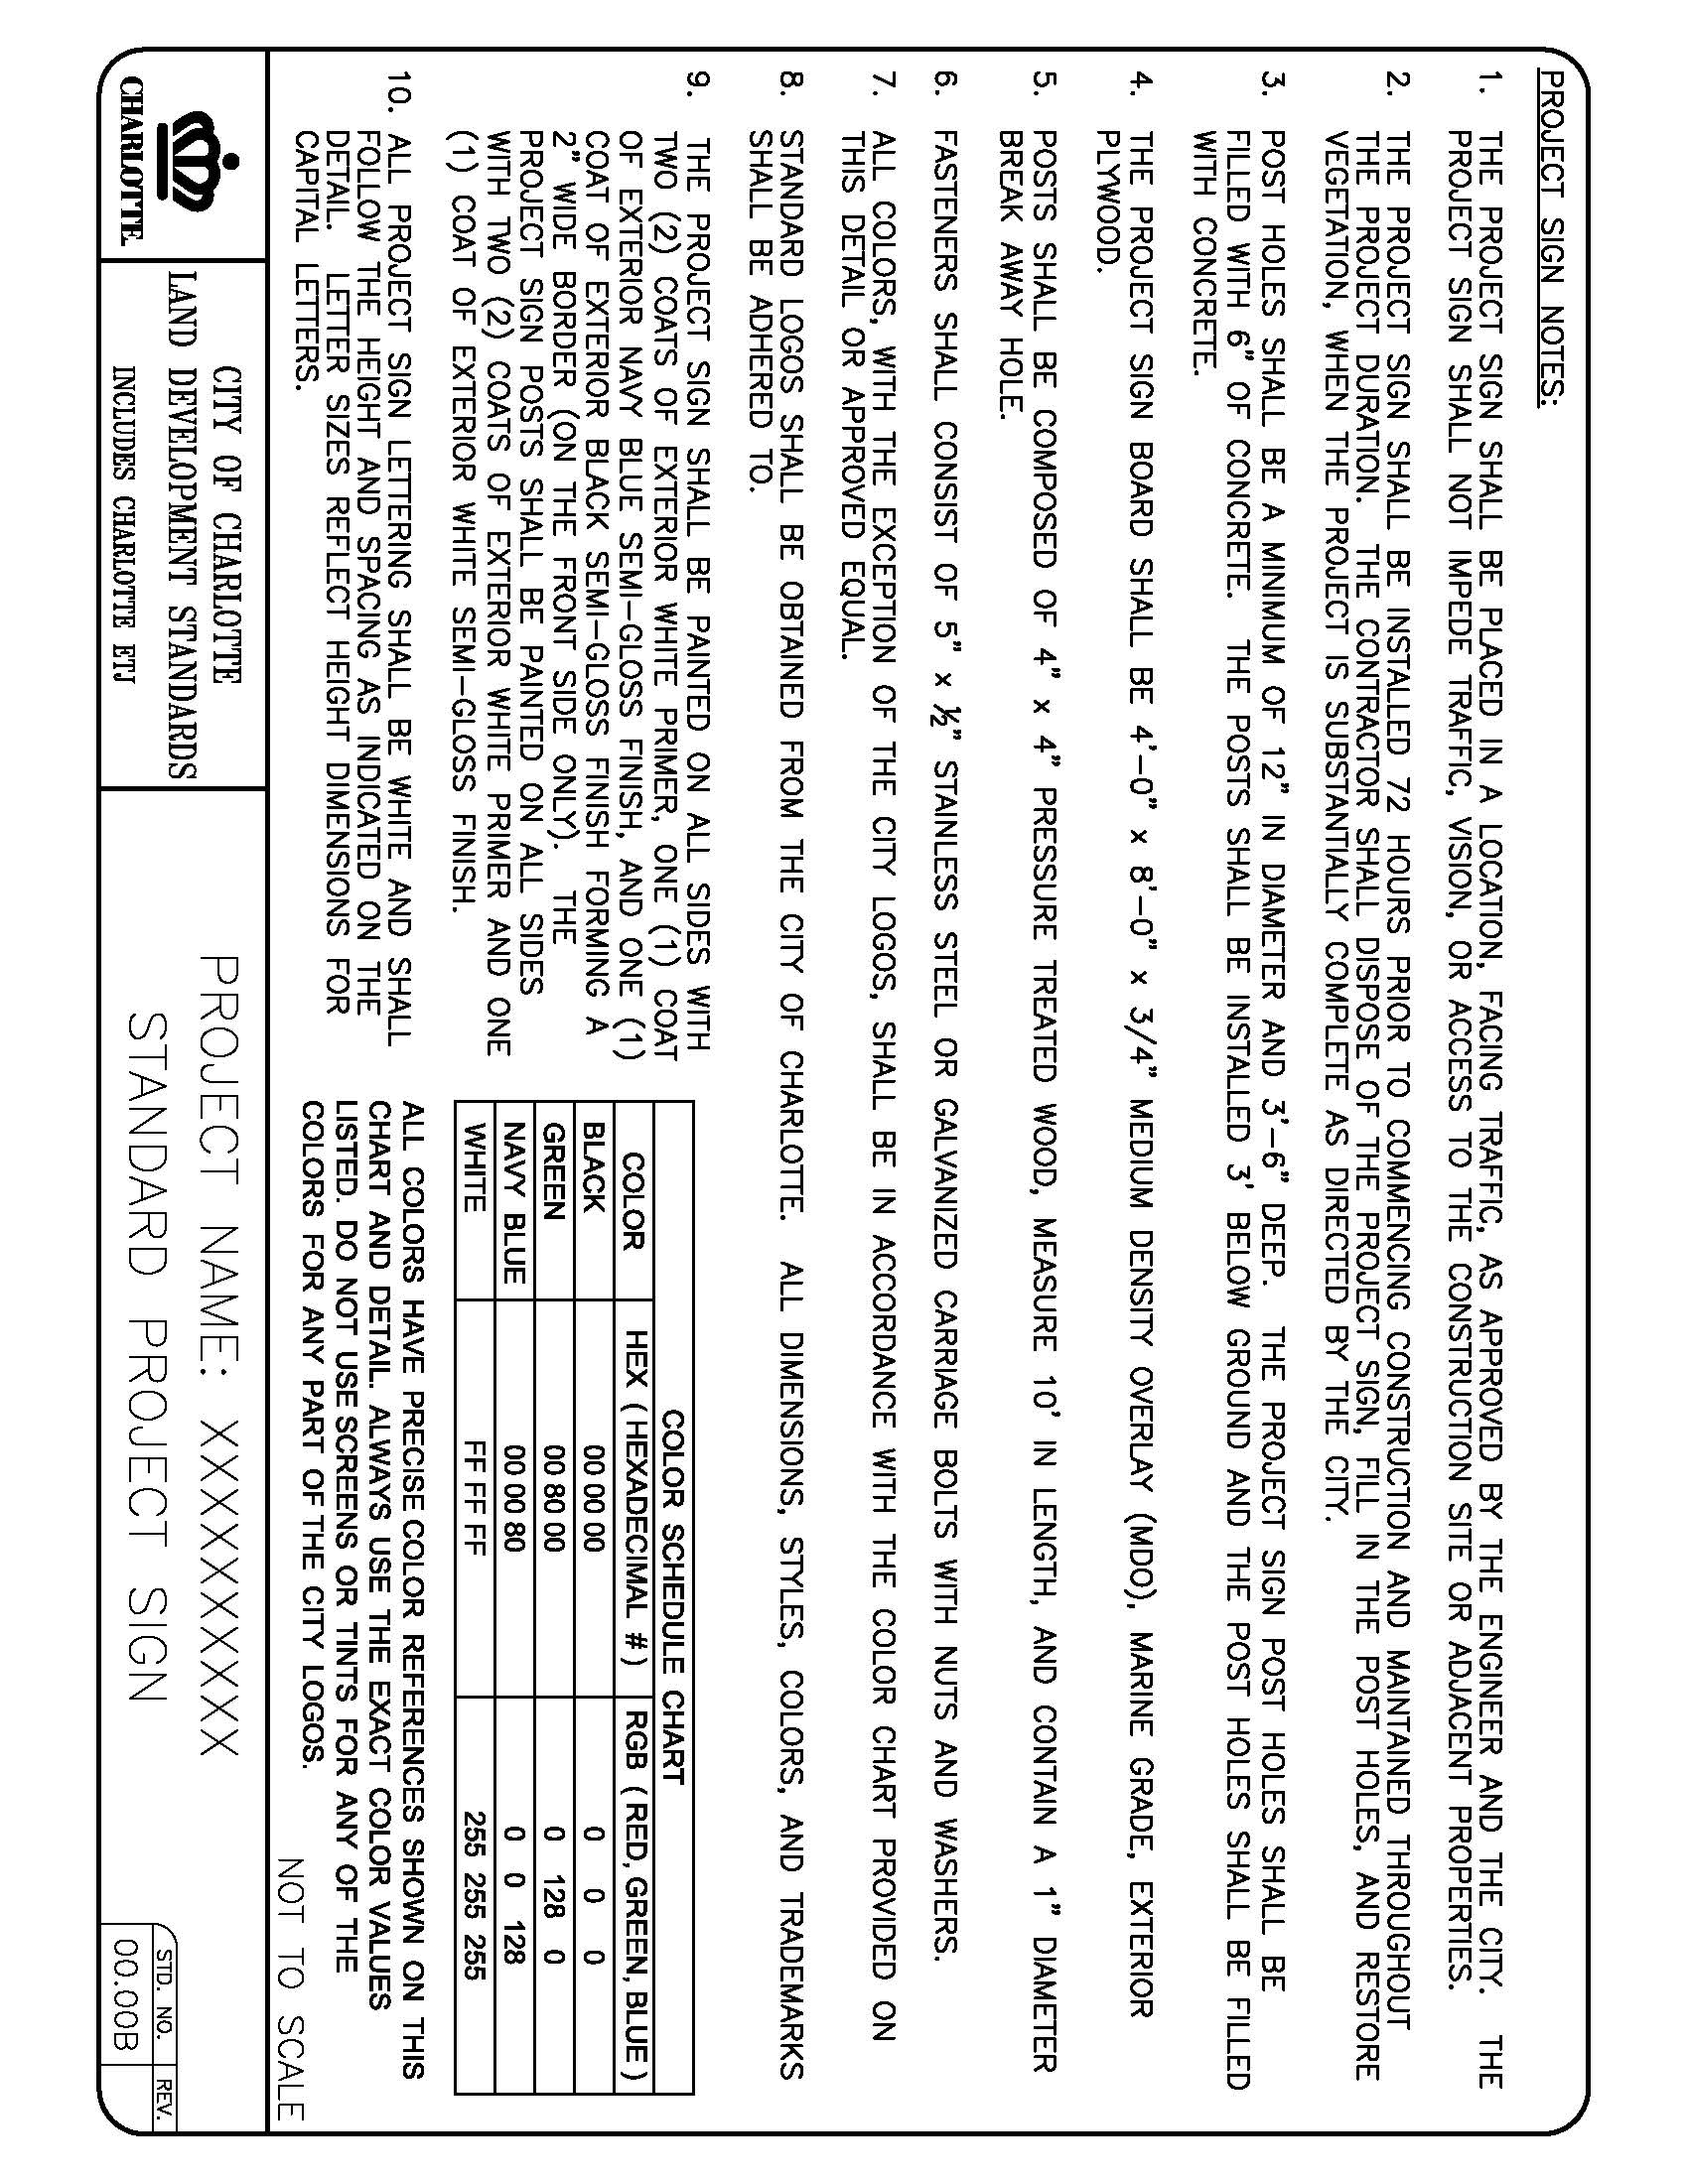 PROJECT SIGN NOTES:
1. THE PROJECT SIGN SHALL BE PLACED IN A LOCATION, FACING TRAFFIC, AS APPROVED BY THE ENGINEER AND THE CITY. THE
PROJECT SIGN SHALL NOT IMPEDE TRAFFIC, VISION, OR ACCESS TO THE CONSTRUCTION SITE OR ADJACENT PROPERTIES.
2. THE PROJECT SIGN SHALL BE INSTALLED 72 HOURS PRIOR TO COMMENCING CONSTRUCTION AND MAINTAINED THROUGHOUT
THE PROJECT DURATION. THE CONTRACTOR SHALL DISPOSE OF THE PROJECT SIGN, FILL IN THE POST HOLES, AND RESTORE
VEGETATION, WHEN THE PROJECT IS SUBSTANTIALLY COMPLETE AS DIRECTED BY THE CITY.
3. POST HOLES SHALL BE A MINIMUM OF 12" IN DIAMETER AND 3'-6" DEEP. THE PROJECT SIGN POST HOLES SHALL BE
FILLED WITH 6" OF CONCRETE. THE POSTS SHALL BE INSTALLED 3' BELOW GROUND AND THE POST HOLES SHALL BE FILLED
WITH CONCRETE.
4. THE PROJECT SIGN BOARD SHALL BE 4'-0" x 8'-0" x 3/4" MEDIUM DENSITY OVERLAY (MDO), MARINE GRADE, EXTERIOR
PLYWOOD.
5. POSTS SHALL BE COMPOSED OF 4" x 4" PRESSURE TREATED WOOD, MEASURE 10' IN LENGTH, AND CONTAIN A 1" DIAMETER
BREAK AWAY HOLE.
6. FASTENERS SHALL CONSIST OF 5" x ½" STAINLESS STEEL OR GALVANIZED CARRIAGE BOLTS WITH NUTS AND WASHERS.
7. ALL COLORS, WITH THE EXCEPTION OF THE CITY LOGOS, SHALL BE IN ACCORDANCE WITH THE COLOR CHART PROVIDED ON
THIS DETAIL OR APPROVED EQUAL.
8. STANDARD LOGOS SHALL BE OBTAINED FROM THE CITY OF CHARLOTTE. ALL DIMENSIONS, STYLES, COLORS, AND TRADEMARKS
SHALL BE ADHERED TO.
9. THE PROJECT SIGN SHALL BE PAINTED ON ALL SIDES WITH
TWO (2) COATS OF EXTERIOR WHITE PRIMER, ONE (1) COAT
OF EXTERIOR NAVY BLUE SEMI-GLOSS FINISH, AND ONE (1)
COAT OF EXTERIOR BLACK SEMI-GLOSS FINISH FORMING A
2" WIDE BORDER (ON THE FRONT SIDE ONLY). THE
PROJECT SIGN POSTS SHALL BE PAINTED ON ALL SIDES
WITH TWO (2) COATS OF EXTERIOR WHITE PRIMER AND ONE
(1) COAT OF EXTERIOR WHITE SEMI-GLOSS FINISH.
10. ALL PROJECT SIGN LETTERING SHALL BE WHITE AND SHALL
FOLLOW THE HEIGHT AND SPACING AS INDICATED ON THE
DETAIL. LETTER SIZES REFLECT HEIGHT DIMENSIONS FOR
CAPITAL LETTERS.
COLOR SCHEDULE CHART
COLOR HEX ( HEXADECIMAL # ) RGB ( RED, GREEN, BLUE )
BLACK 00 00 00 0 0 0
GREEN 00 80 00 0 128 0
NAVY BLUE 00 00 80 0 0 128
WHITE FF FF FF 255 255 255
ALL COLORS HAVE PRECISE COLOR REFERENCES SHOWN ON THIS
CHART AND DETAIL. ALWAYS USE THE EXACT COLOR VALUES
LISTED. DO NOT USE SCREENS OR TINTS FOR ANY OF THE
COLORS FOR ANY PART OF THE CITY LOGOS.
NOT TO SCALE
CHARLOTTE
CITY OF CHARLOTTE
LAND DEVELOPMENT STANDARDS
INCLUDES CHARLOTTE ETJ
PROJECT NAME: XXXXXXXXXX
STANDARD PROJECT SIGN
STD. NO. REV.
00.00B